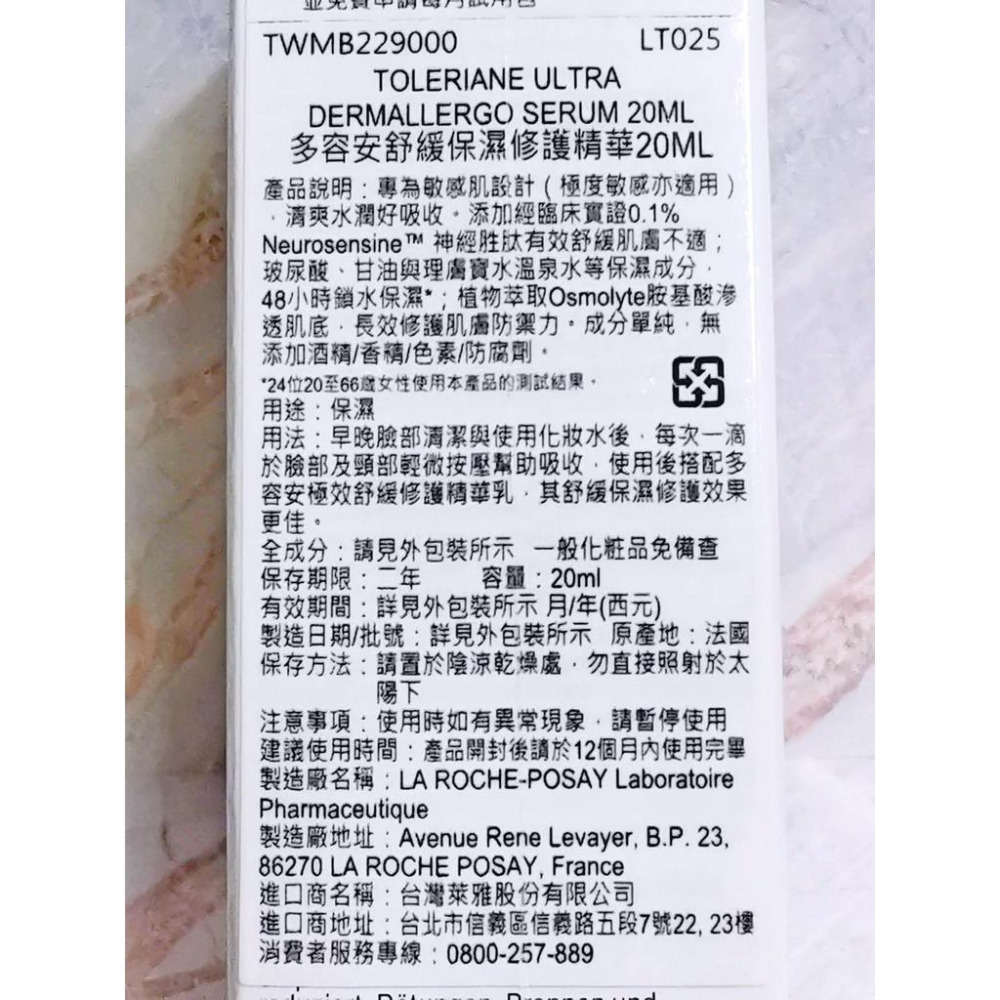 並免費申請每月試用包
TWMB229000 LT025
TOLERIANE ULTRA
DERMALLERGO SERUM 20ML
多容安舒緩保濕修護精華20ML
產品說明：專為敏感肌設計（極度敏感亦適用）
，清爽水潤好吸收。添加經臨床實證0.1%
Neurosensine™ 神經胜肽有效舒緩肌膚不適；
玻尿酸、甘油與理膚寶水溫泉水等保濕成分，
48小時鎖水保濕*；植物萃取Osmolyte胺基酸滲
透肌底，長效修護肌膚防禦力。成分單純，無
添加酒精/香精/色素/防腐劑。
*24位20至66歲女性使用本產品的測試結果。
用途：保濕
用法：早晚臉部清潔與使用化妝水後，每次一滴
於臉部及頸部輕微按壓幫助吸收，使用後搭配多
容安極效舒緩修護精華乳，其舒緩保濕修護效果
更佳。
全成分：請見外包裝所示 一般化粧品免備查
保存期限：二年 容量：20ml
有效期間：詳見外包裝所示 月/年(西元)
製造日期/批號：詳見外包裝所示 原產地：法國
保存方法：請置於陰涼乾燥處，勿直接照射於太
陽下
注意事項：使用時如有異常現象，請暫停使用
建議使用時間：產品開封後請於12個月內使用完畢
製造廠名稱：LA ROCHE-POSAY Laboratoire
Pharmaceutique
製造廠地址：Avenue Rene Levayer, B.P. 23,
86270 LA ROCHE POSAY, France
進口商名稱：台灣萊雅股份有限公司
進口商地址：台北市信義區信義路五段7號22, 23樓
消費者服務專線：0800-257-889